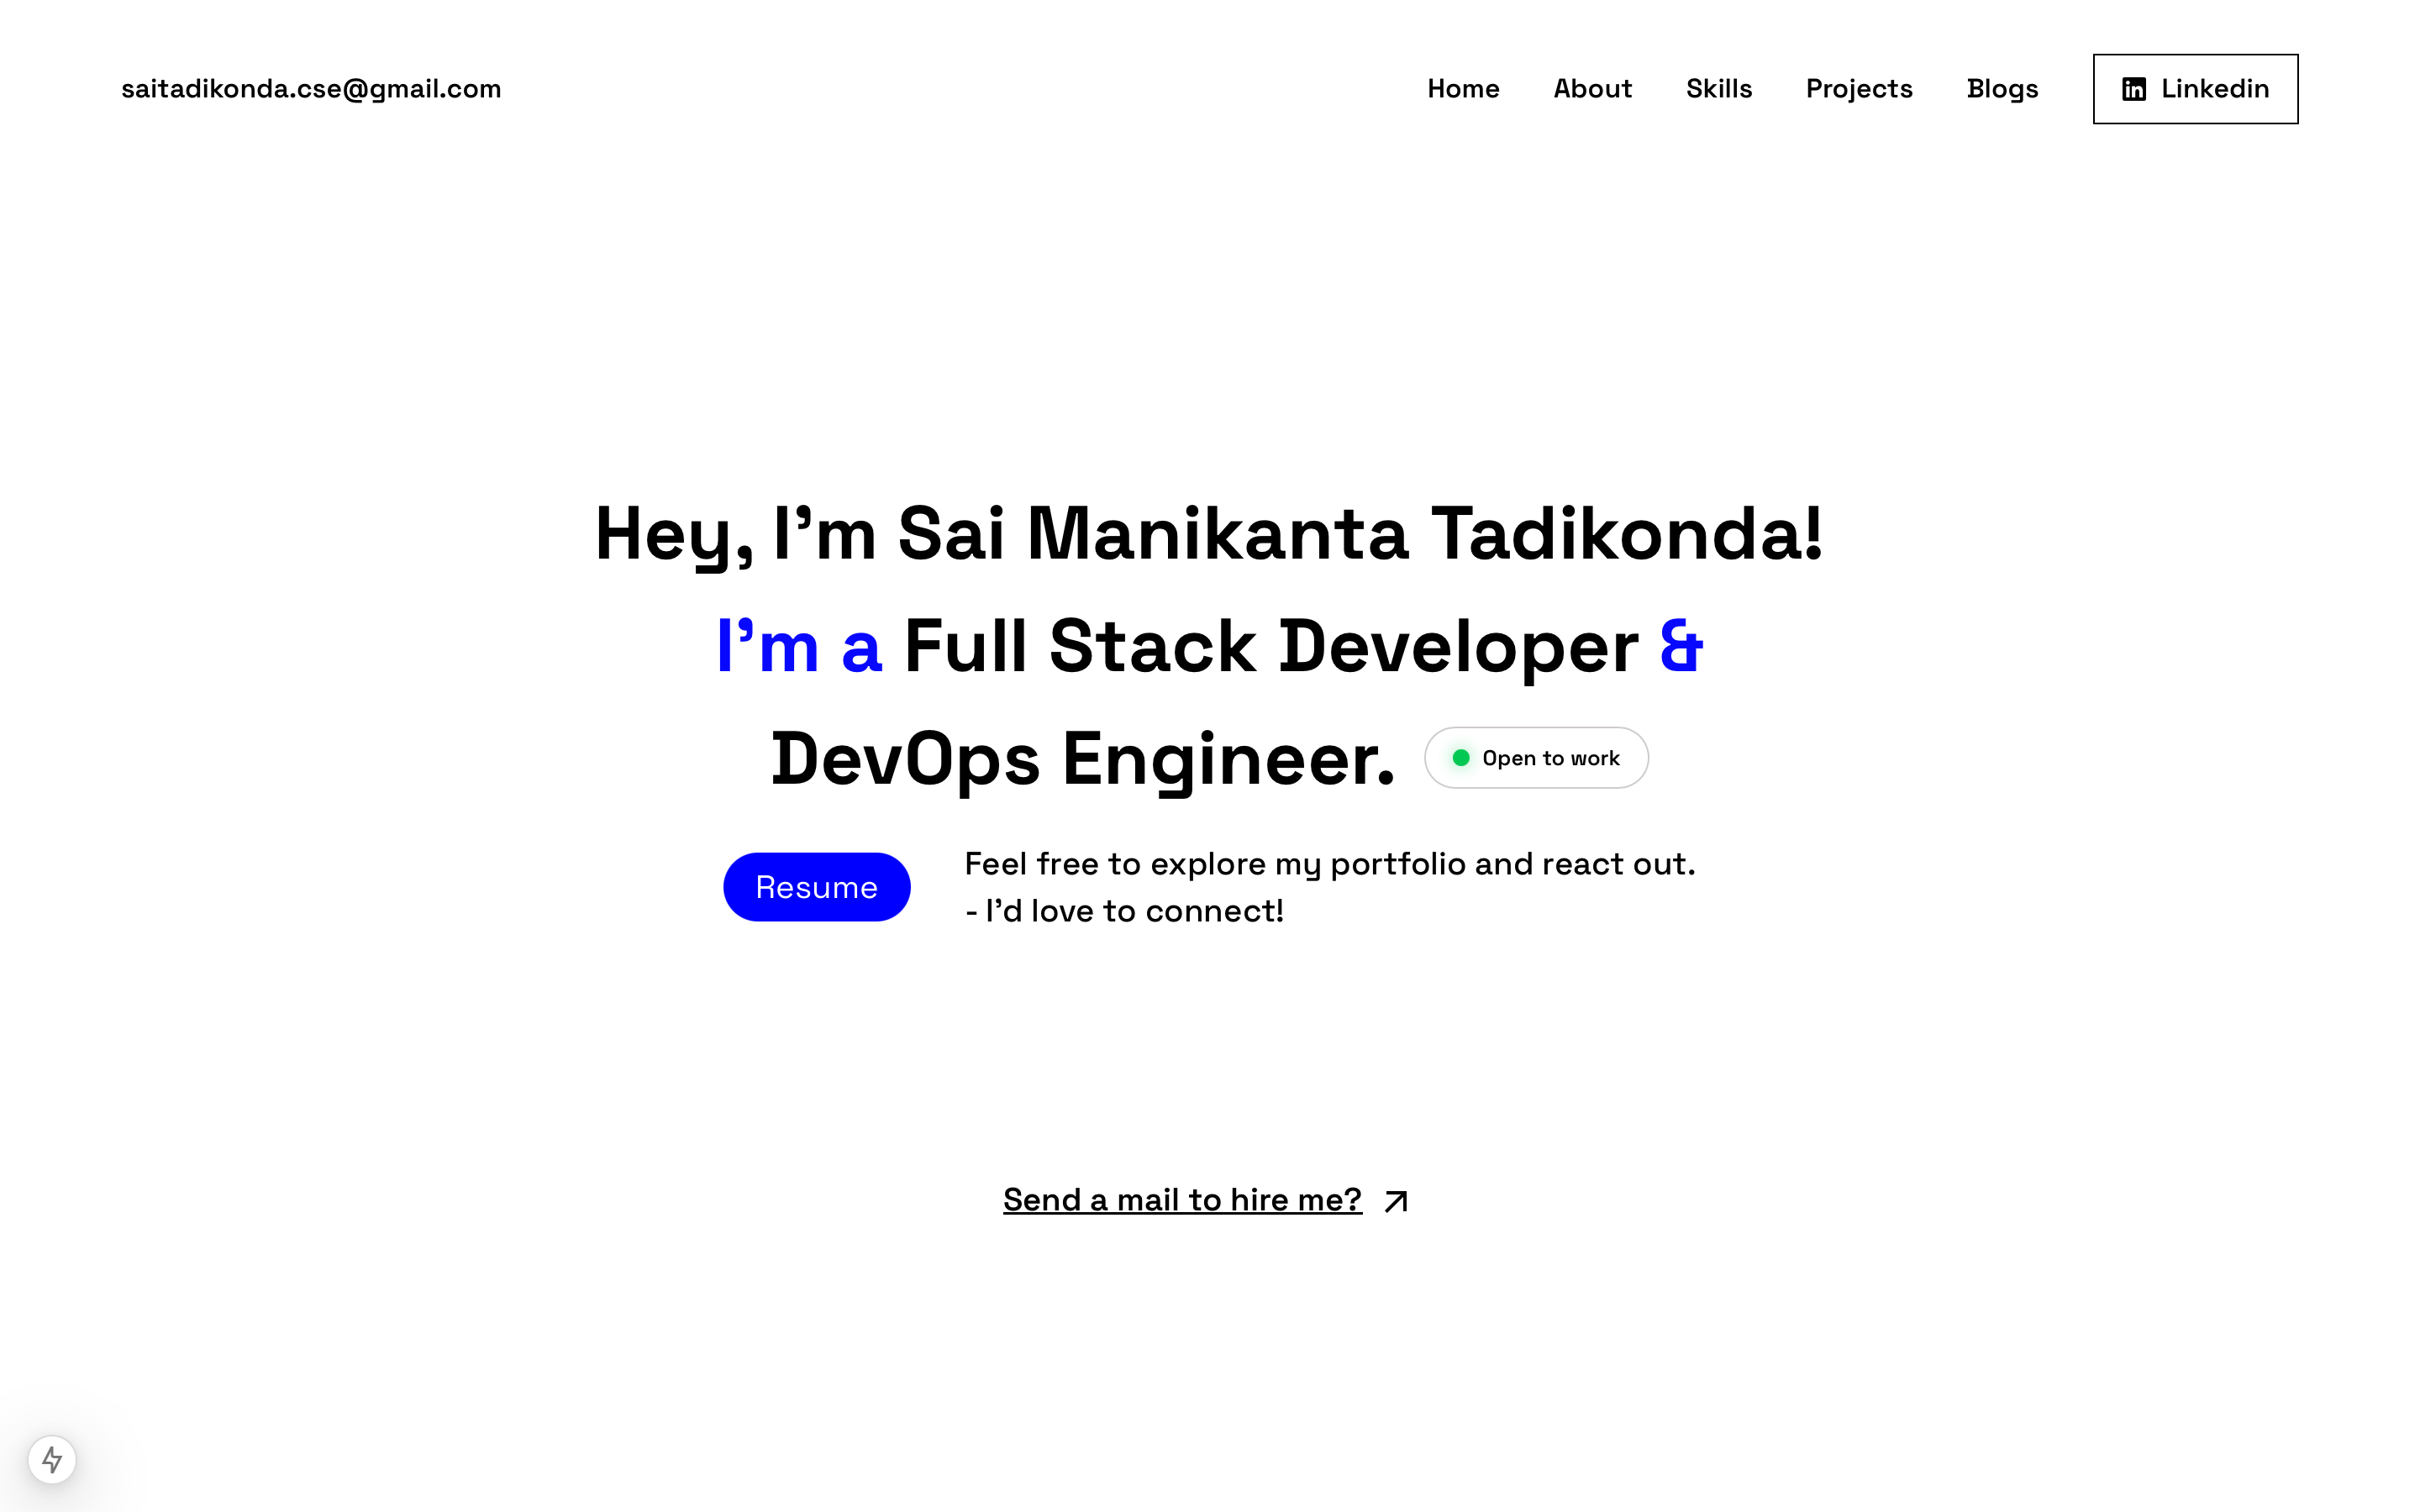 saitadikonda.cse@gmail.com
Home About Skills Projects Blogs Linkedin
Hey, I'm Sai Manikanta Tadikonda!
I'm a Full Stack Developer &
DevOps Engineer. Open to work
Resume
Feel free to explore my portfolio and react out.
- I'd love to connect!
Send a mail to hire me?